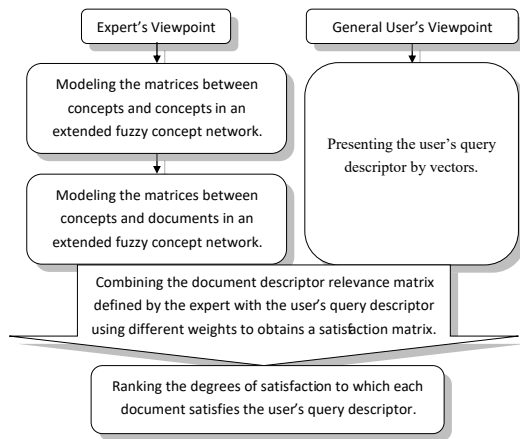 Expert's Viewpoint
General User's Viewpoint
Modeling the matrices between
concepts and concepts in an
extended fuzzy concept network.
Presenting the user's query
descriptor by vectors.
Modeling the matrices between
concepts and documents in an
extended fuzzy concept network.
Combining the document descriptor relevance matrix
defined by the expert with the user's query descriptor
using different weights to obtains a satisfaction matrix.
Ranking the degrees of satisfaction to which each
document satisfies the user's query descriptor.